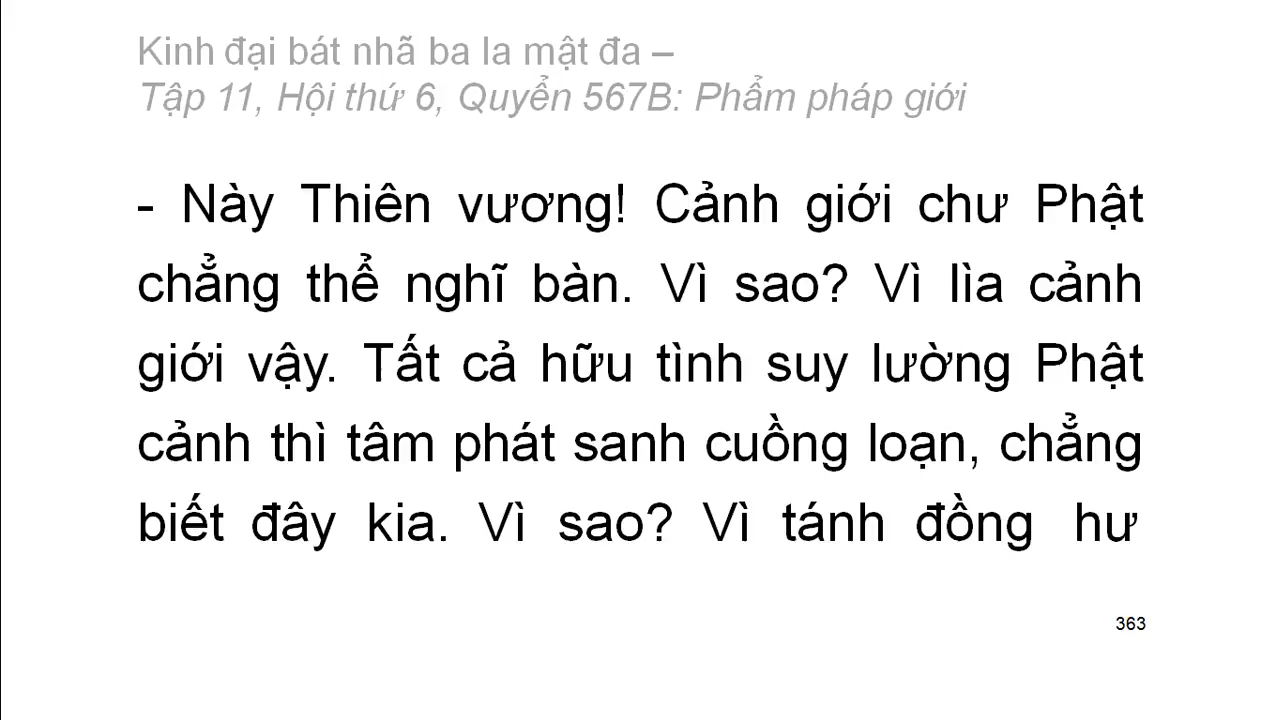 Kinh đại bát nhã ba la mật đa –
Tập 11, Hội thứ 6, Quyển 567B: Phẩm pháp giới
- Này Thiên vương! Cảnh giới chư Phật
chẳng thể nghĩ bàn. Vì sao? Vì lìa cảnh
giới vậy. Tất cả hữu tình suy lường Phật
cảnh thì tâm phát sanh cuồng loạn, chẳng
biết đây kia. Vì sao? Vì tánh đồng hư
363